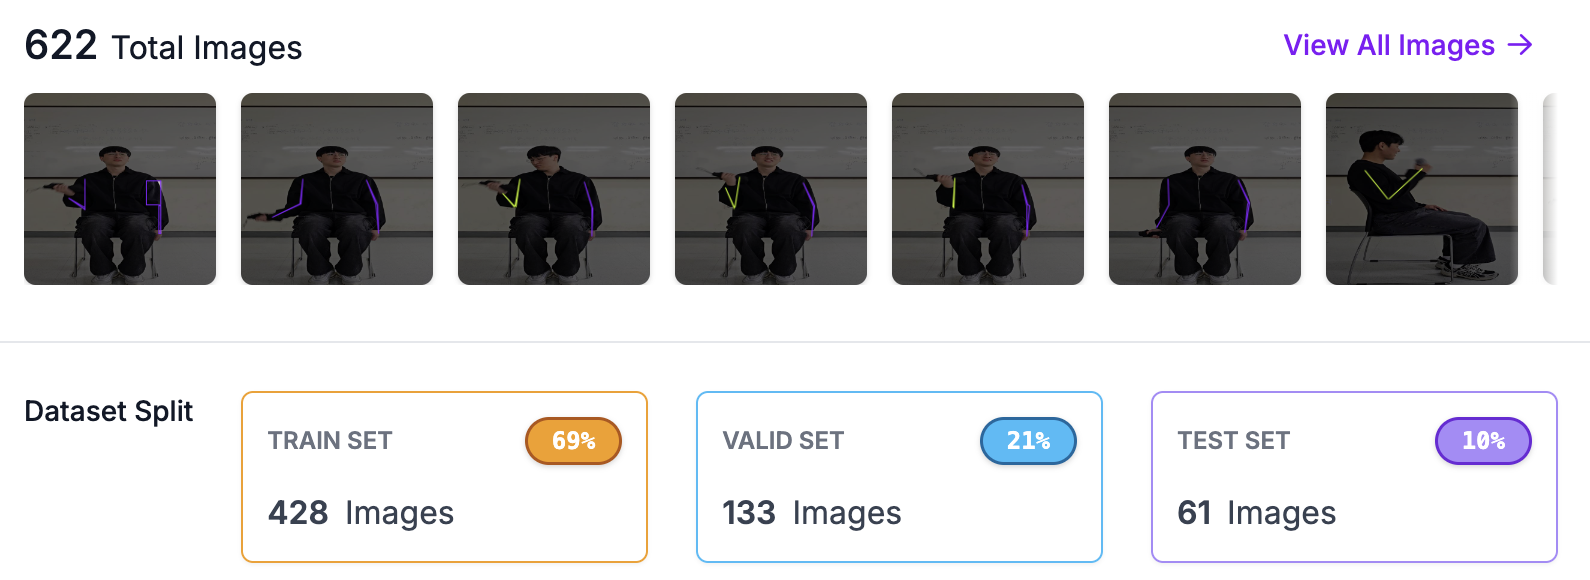 622 Total Images
View All Images →
Dataset Split
TRAIN SET
69%
428 Images
VALID SET
21%
133 Images
TEST SET
10%
61 Images